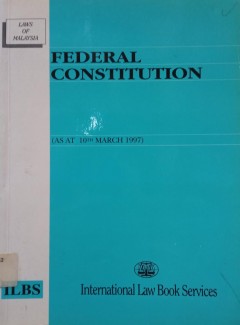 LAWS
OF
MALAYSIA
FEDERAL
CONSTITUTION
(AS AT 10TH MARCH 1997)
ILBS
International Law Book Services